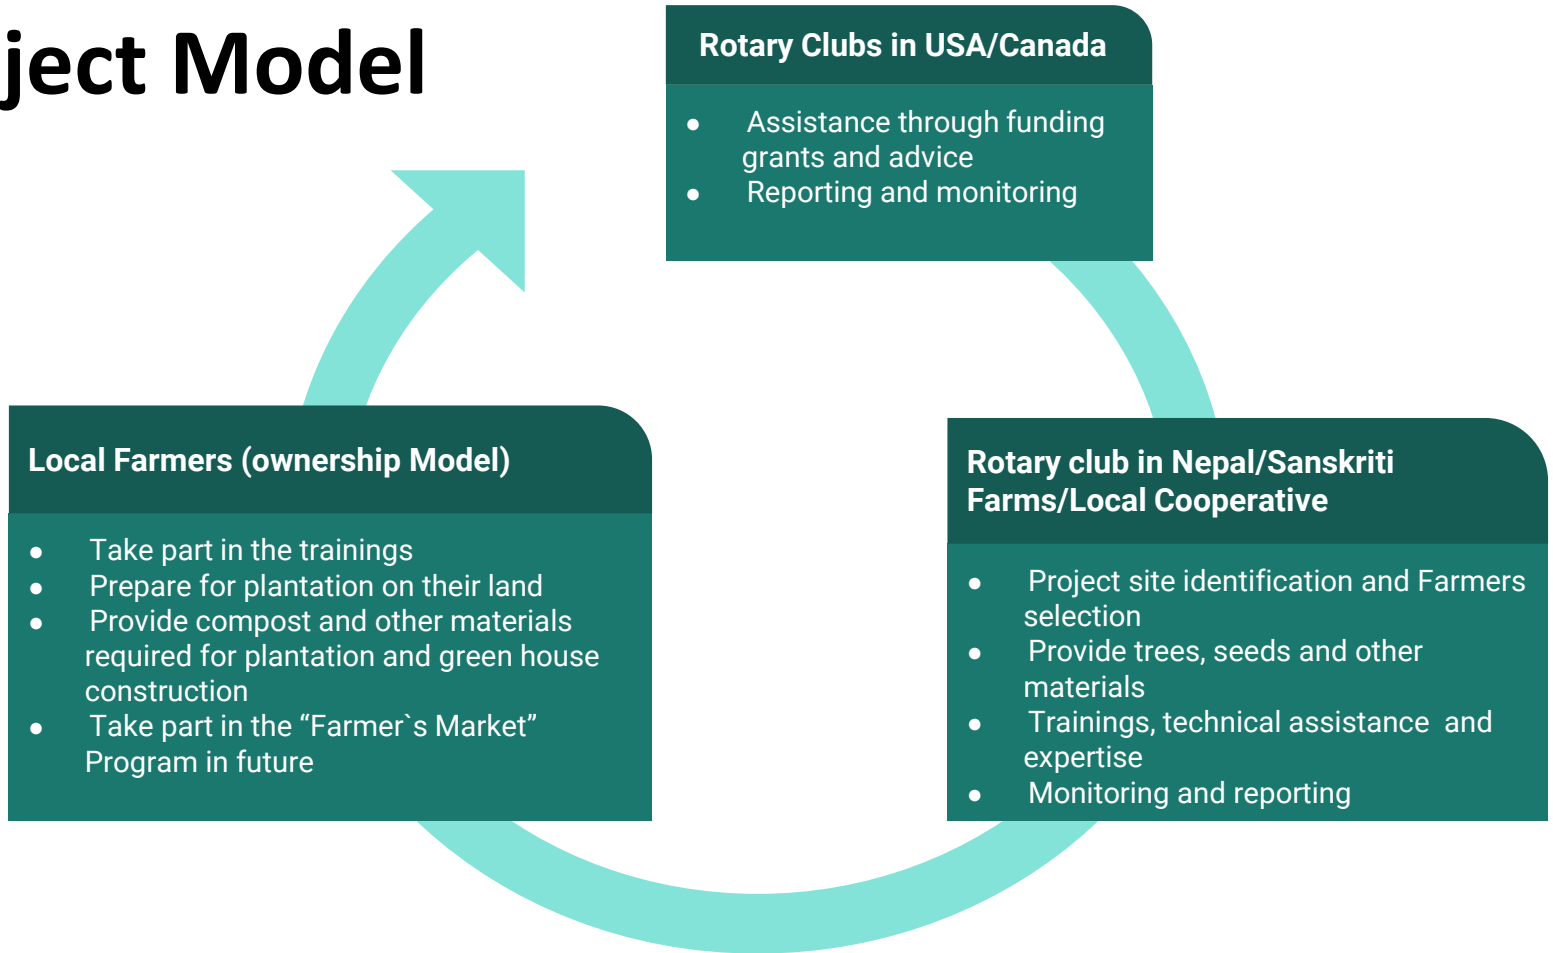 ject Model
Rotary Clubs in USA/Canada
● Assistance through funding
grants and advice
● Reporting and monitoring
Local Farmers (ownership Model)
● Take part in the trainings
● Prepare for plantation on their land
● Provide compost and other materials
required for plantation and green house
construction
● Take part in the “Farmer`s Market”
Program in future
Rotary club in Nepal/Sanskriti
Farms/Local Cooperative
● Project site identification and Farmers
selection
● Provide trees, seeds and other
materials
● Trainings, technical assistance and
expertise
● Monitoring and reporting